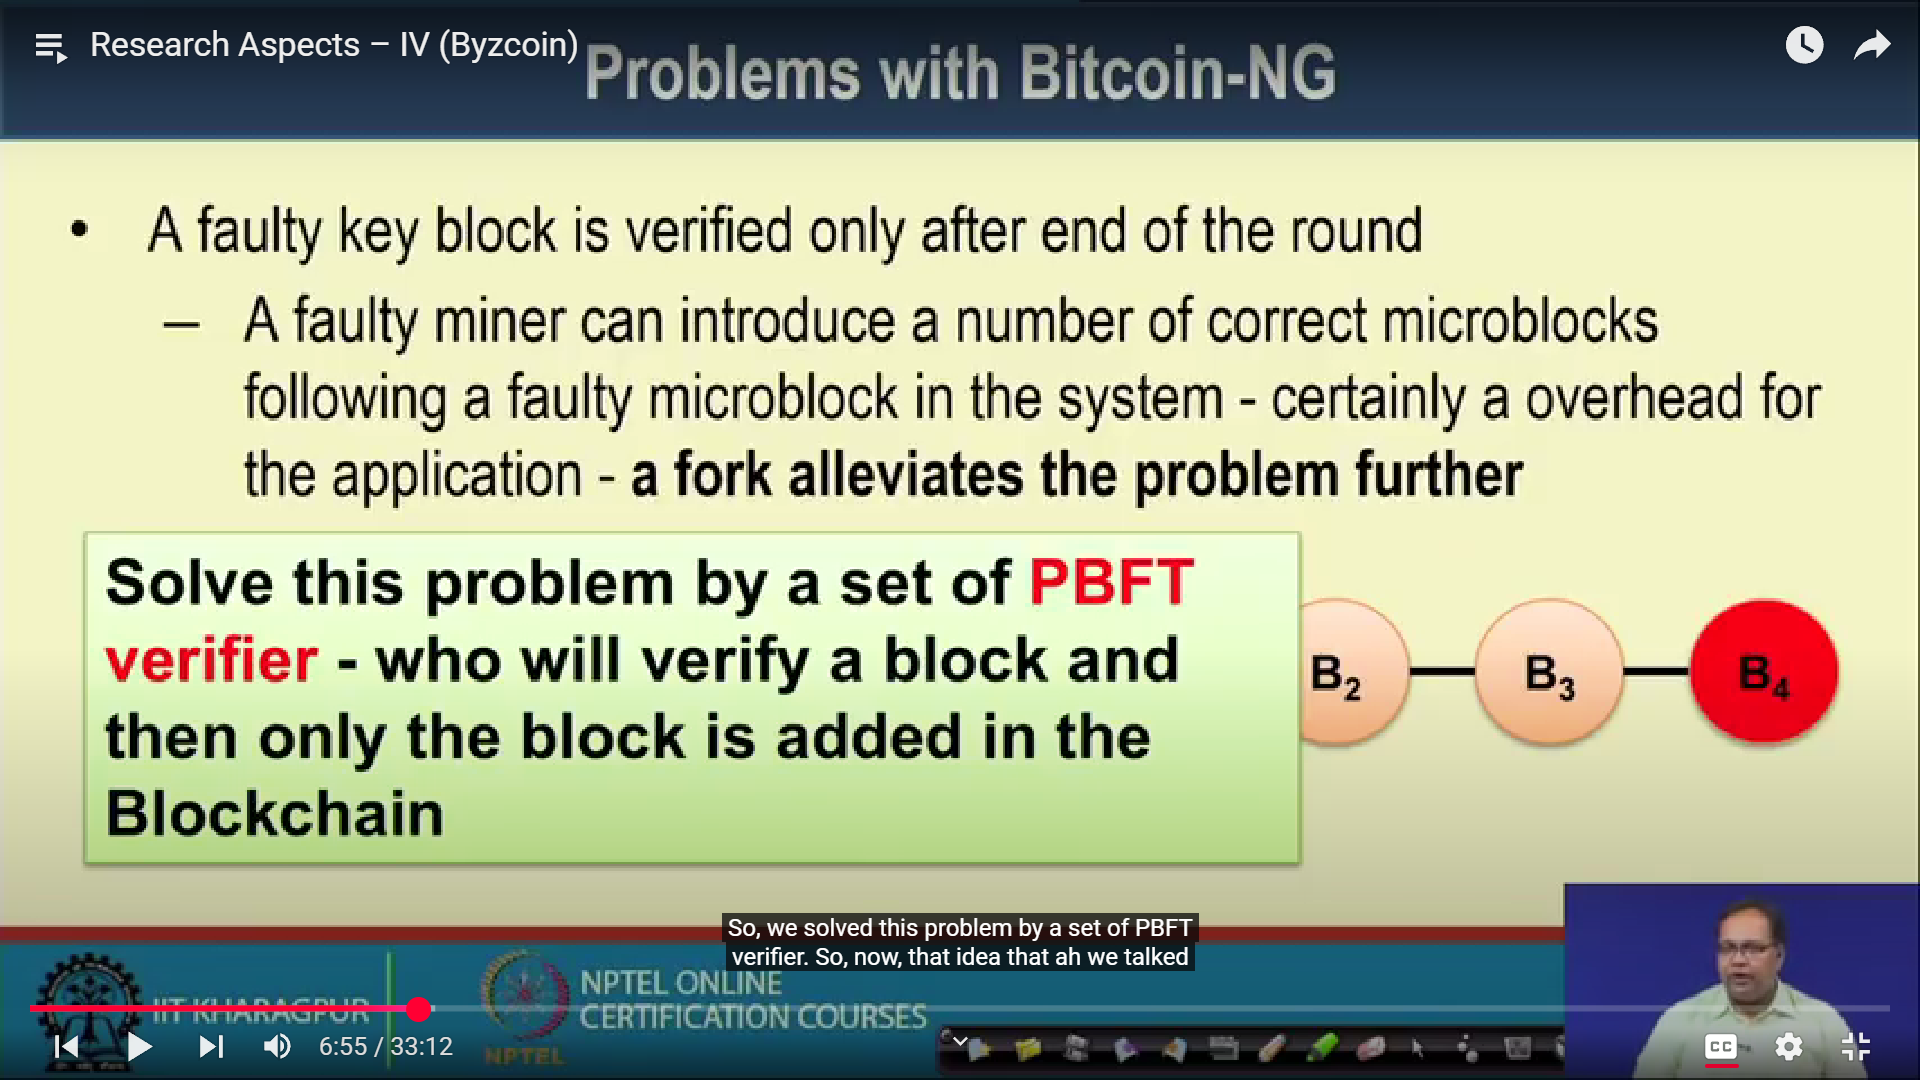 Research Aspects – IV (Byzcoin)
Problems with Bitcoin-NG
• A faulty key block is verified only after end of the round
– A faulty miner can introduce a number of correct microblocks
following a faulty microblock in the system - certainly a overhead for
the application - a fork alleviates the problem further
Solve this problem by a set of PBFT
verifier - who will verify a block and
then only the block is added in the
Blockchain
B2 B3 B4
So, we solved this problem by a set of PBFT
verifier. So, now, that idea that ah we talked
IIT KHARAGPUR
NPTEL ONLINE
CERTIFICATION COURSES
NPTEL
6:55 / 33:12
CC